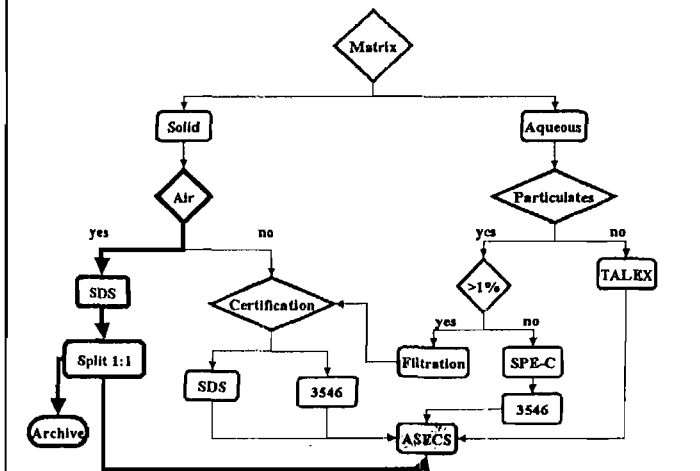 Matrix
Solid
Aqueous
Air
Particulates
yes
no
yes
no
SDS
Certification
>1%
TALEX
yes
no
Split 1:1
SDS
3546
Filtration
SPE-C
3546
Archive
ASECS